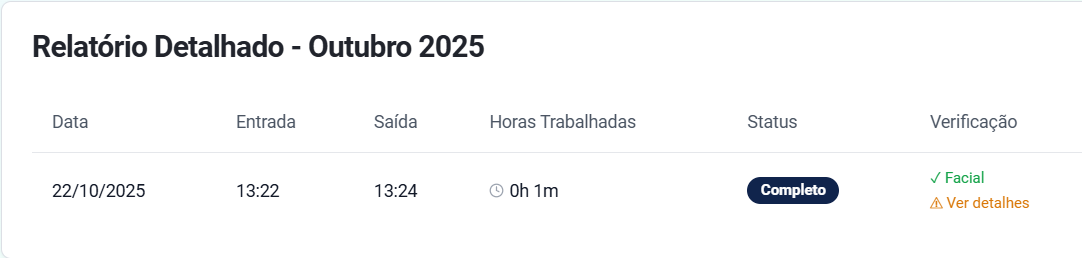 Relatório Detalhado - Outubro 2025
Data Entrada Saída Horas Trabalhadas Status Verificação
22/10/2025 13:22 13:24 0h 1m Completo ✓ Facial
⚠ Ver detalhes